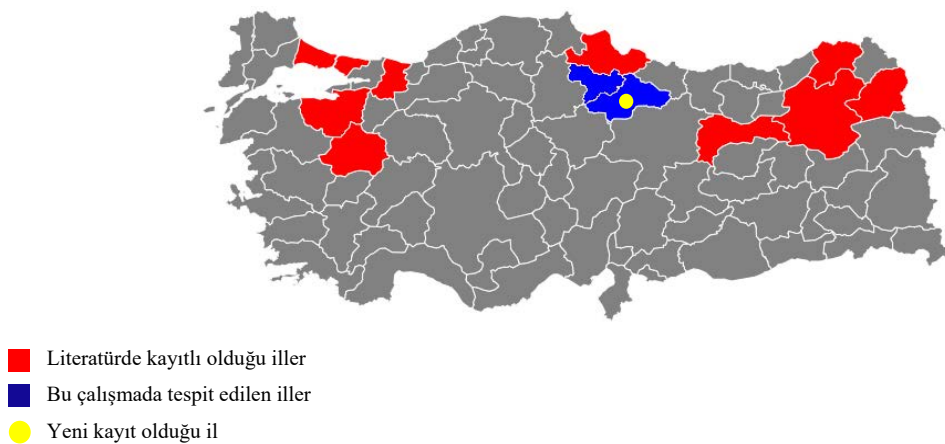 Literatürde kayıtlı olduğu iller
Bu çalışmada tespit edilen iller
Yeni kayıt olduğu il